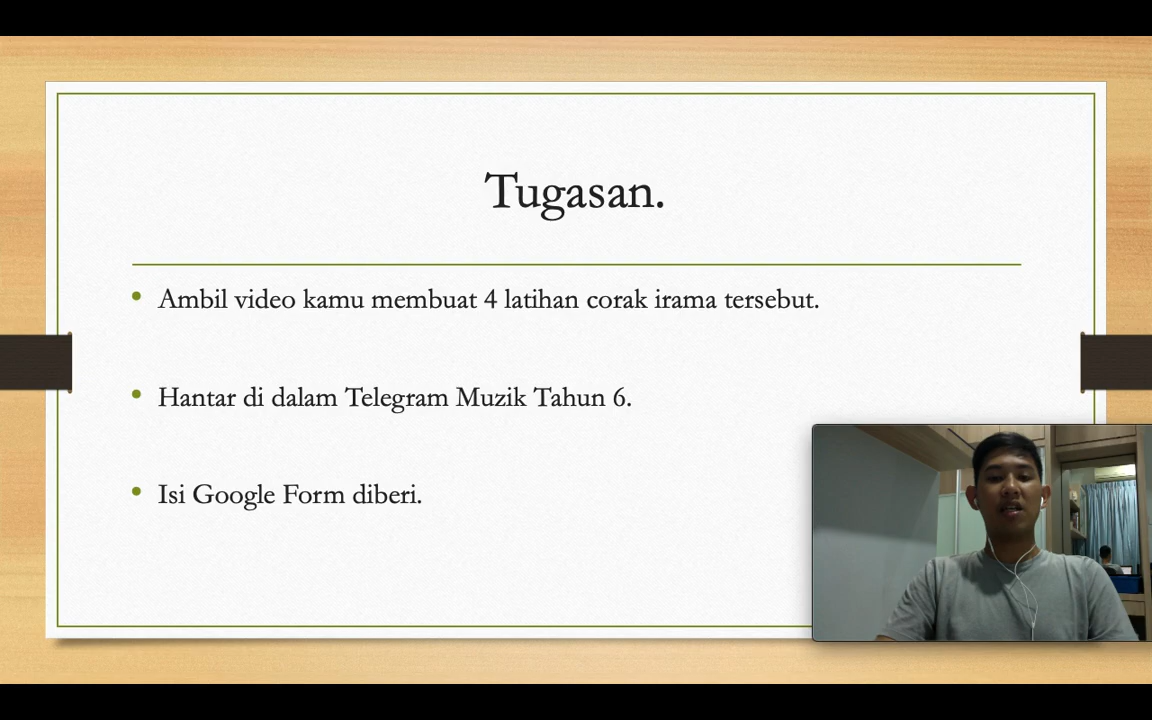 Tugasan.
Ambil video kamu membuat 4 latihan corak irama tersebut.
Hantar di dalam Telegram Muzik Tahun 6.
Isi Google Form diberi.